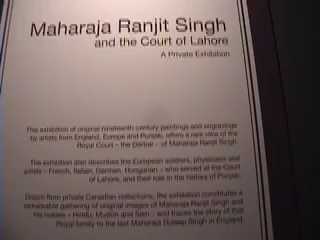 Maharaja Ranjit Singh
and the Court of Lahore
A Private Exhibition
This exhibition of original nineteenth century paintings and engravings
by artists from England, Europe and Punjab, offers a rare view of the
Royal Court – the Darbar – of Maharaja Ranjit Singh.
The exhibition also describes the European soldiers, physicians and
artists – French, Italian, German, Hungarian – who served at the Court
of Lahore, and their role in the history of Punjab.
Drawn from private Canadian collections, the exhibition constitutes a
remarkable gathering of original images of Maharaja Ranjit Singh and
his nobles – Hindu, Muslim and Sikh – and traces the story of that
Royal family to the last Maharaja Duleep Singh in England.